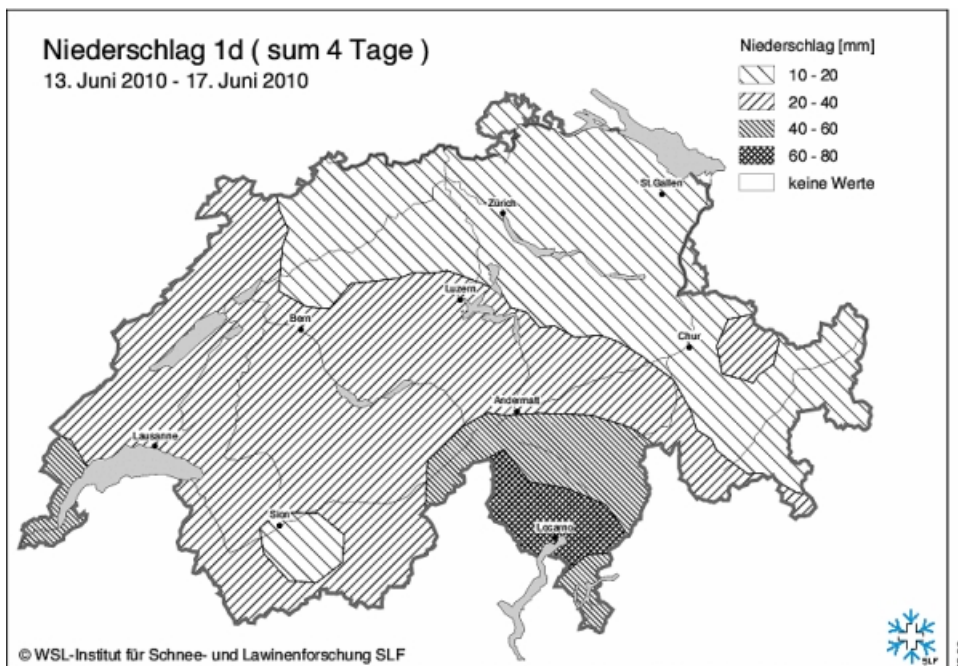 Niederschlag 1d ( sum 4 Tage )
13. Juni 2010 - 17. Juni 2010
Niederschlag [mm]
10 - 20
20 - 40
40 - 60
60 - 80
keine Werte
St.Gallen
Zürich
Luzern
Bern
Chur
Andermatt
Lausanne
Sion
Locarno
© WSL-Institut für Schnee- und Lawinenforschung SLF
SLF